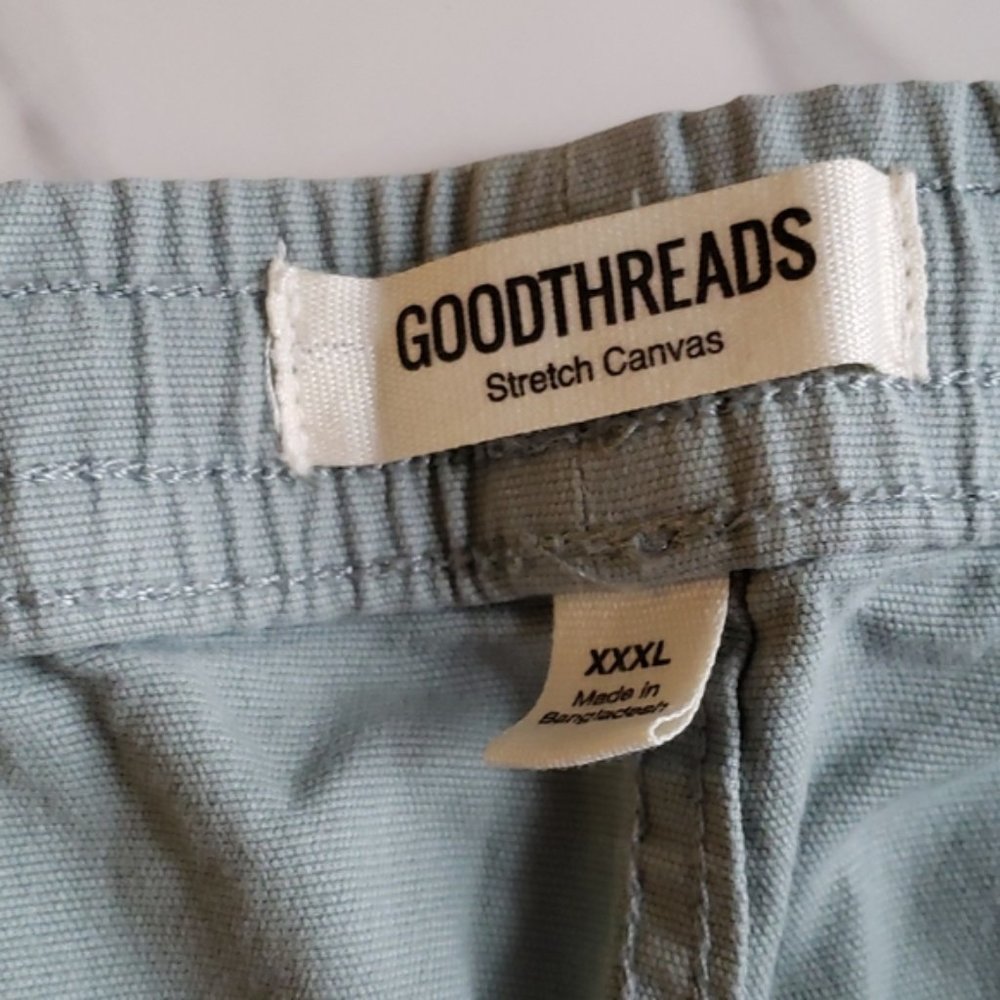 GOODTHREADS
Stretch Canvas
XXXL
Made in
Bangladesh